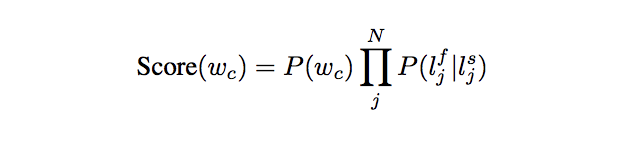 Score(w_c) = P(w_c) ∏_j^N P(l_j^f | l_j^s)